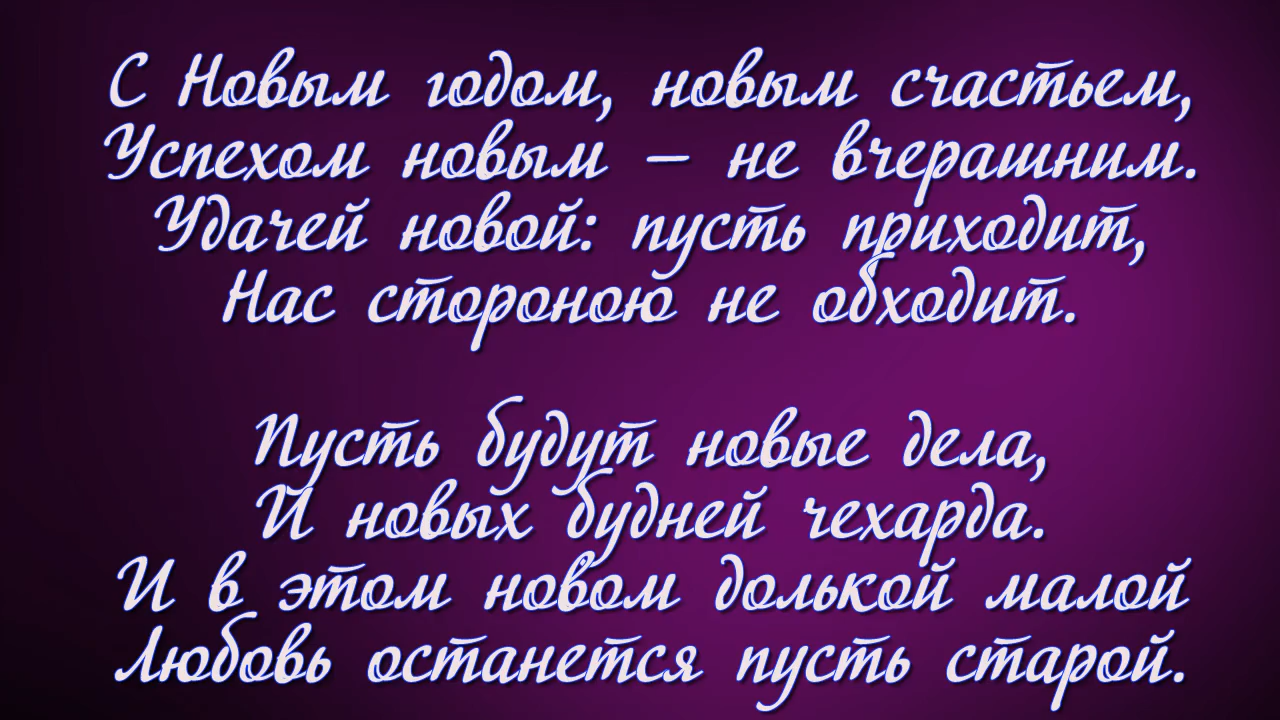 С Новым годом, новым счастьем,
Успехом новым – не вчерашним.
Удачей новой: пусть приходит,
Нас стороною не обходит.
Пусть будут новые дела,
И новых будней чехарда.
И в этом новом долькой малой
Любовь останется пусть старой.